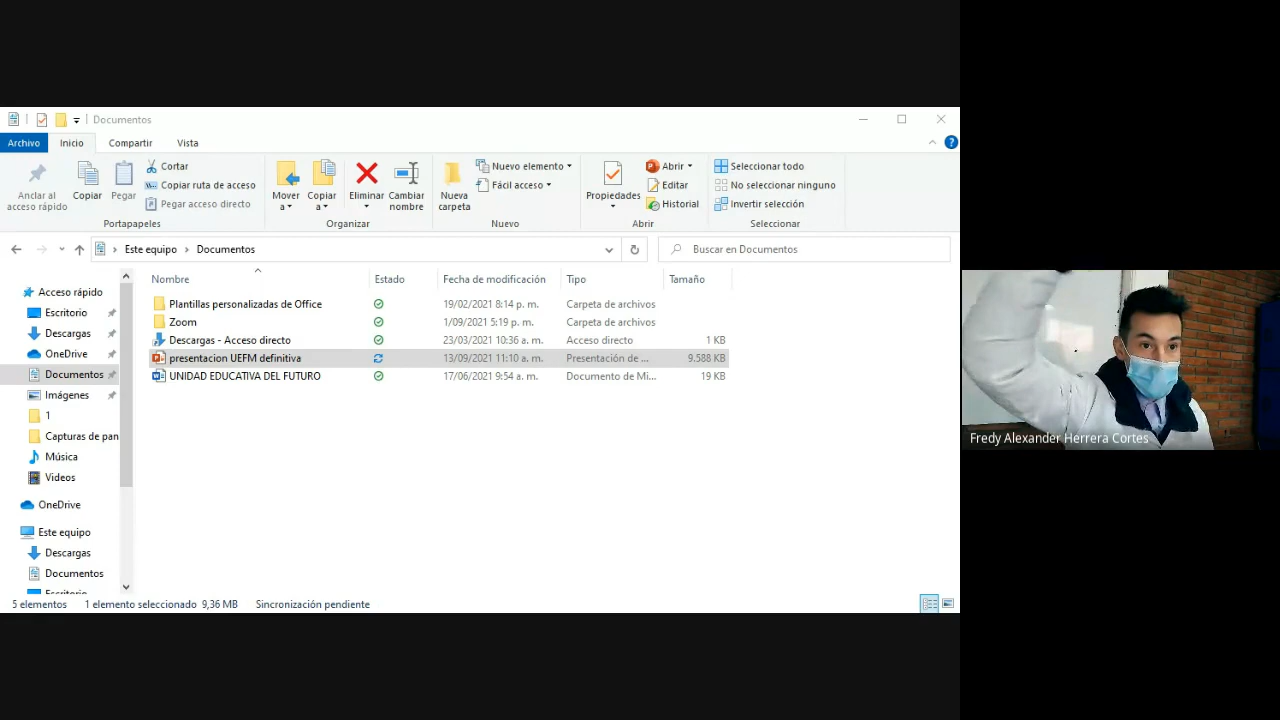 Documentos
Archivo Inicio Compartir Vista
Anclar al acceso rápido
Copiar
Pegar
Cortar
Copiar ruta de acceso
Pegar acceso directo
Portapapeles
Mover a
Copiar a
Eliminar
Cambiar nombre
Organizar
Nueva carpeta
Nuevo elemento
Fácil acceso
Nuevo
Propiedades
Abrir
Editar
Historial
Abrir
Seleccionar todo
No seleccionar ninguno
Invertir selección
Seleccionar
Este equipo > Documentos
Buscar en Documentos
Nombre Estado Fecha de modificación Tipo Tamaño
Plantillas personalizadas de Office 19/02/2021 8:14 p. m. Carpeta de archivos
Zoom 1/09/2021 5:19 p. m. Carpeta de archivos
Descargas - Acceso directo 23/03/2021 10:36 a. m. Acceso directo 1 KB
presentacion UEFM definitiva 13/09/2021 11:10 a. m. Presentación de ... 9.588 KB
UNIDAD EDUCATIVA DEL FUTURO 17/06/2021 9:54 a. m. Documento de Mi... 19 KB
Acceso rápido
Escritorio
Descargas
OneDrive
Documentos
Imágenes
1
Capturas de pan
Música
Videos
OneDrive
Este equipo
Descargas
Documentos
Escritorio
5 elementos 1 elemento seleccionado 9,36 MB Sincronización pendiente
Fredy Alexander Herrera Cortes